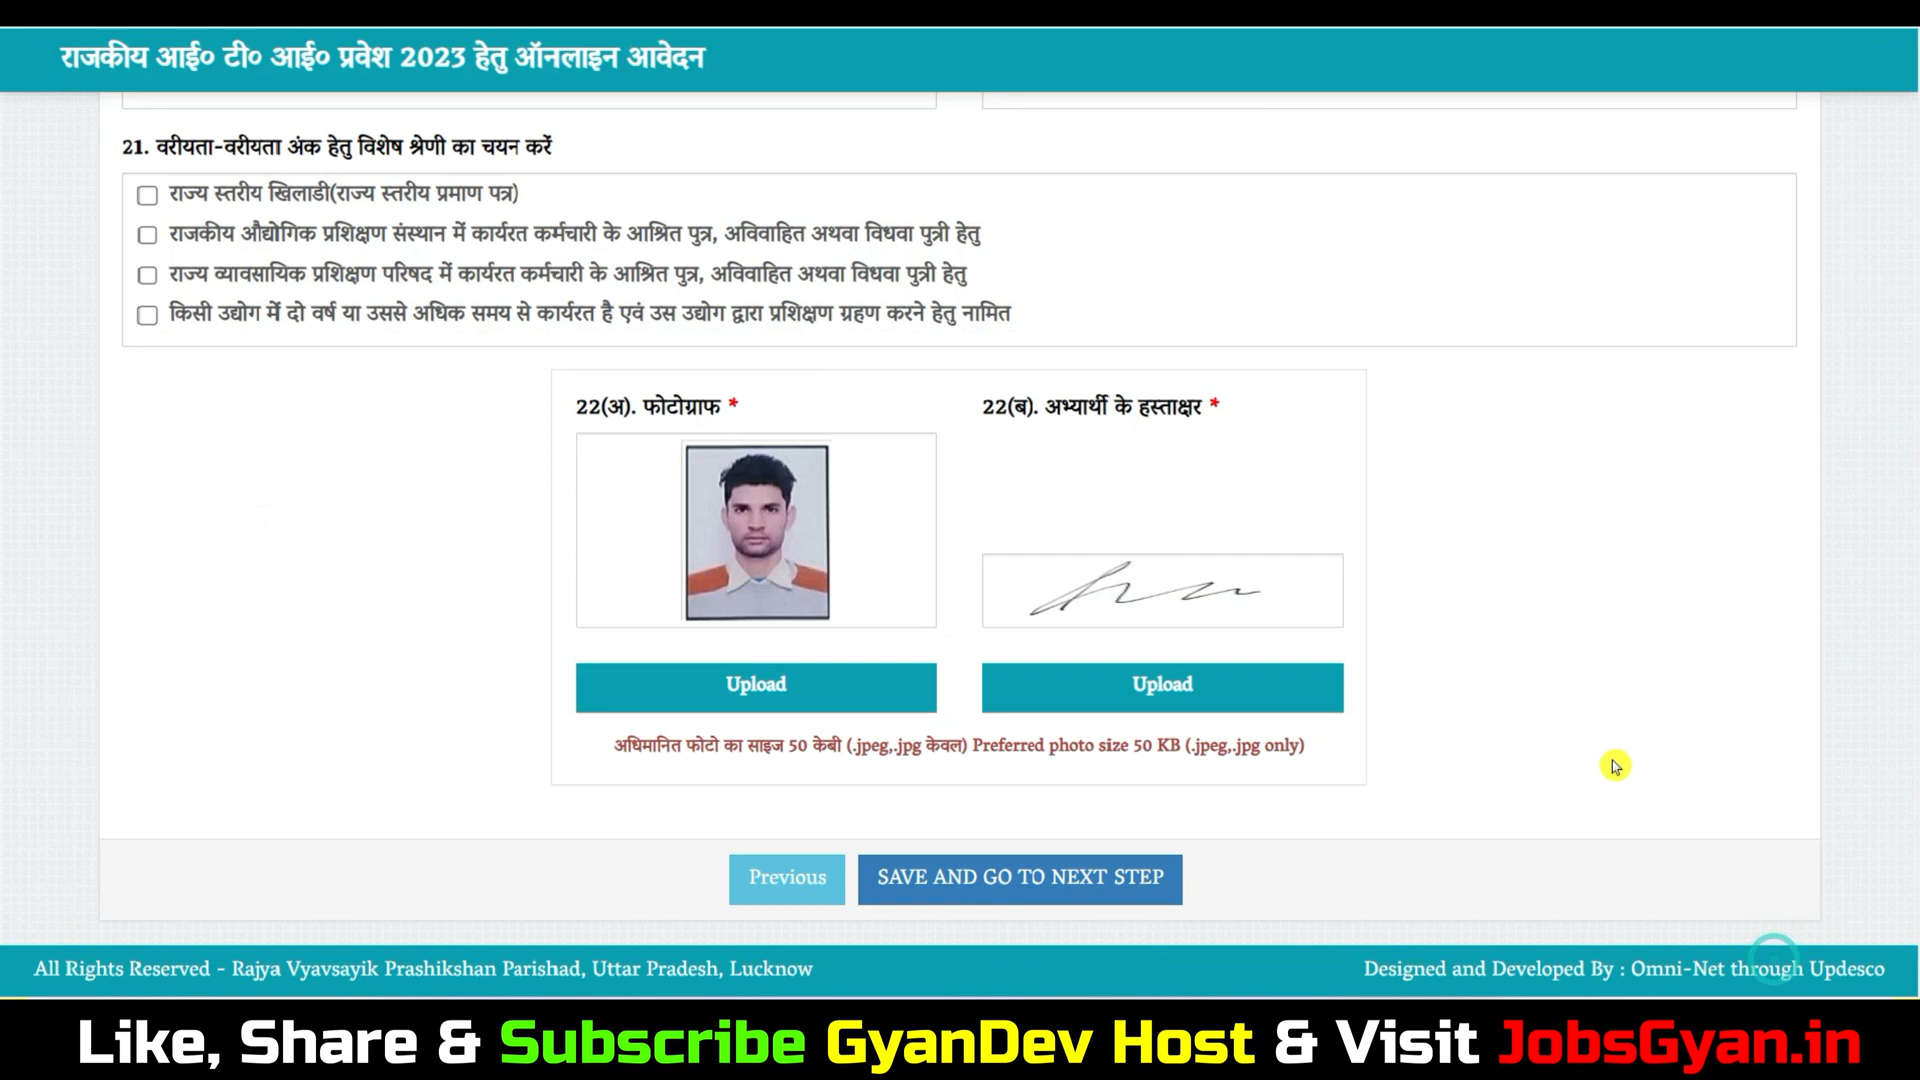 राजकीय आई० टी० आई० प्रवेश 2023 हेतु ऑनलाइन आवेदन
21. वरीयता-वरीयता अंक हेतु विशेष श्रेणी का चयन करें
राज्य स्तरीय खिलाडी(राज्य स्तरीय प्रमाण पत्र)
राजकीय औद्योगिक प्रशिक्षण संस्थान में कार्यरत कर्मचारी के आश्रित पुत्र, अविवाहित अथवा विधवा पुत्री हेतु
राज्य व्यावसायिक प्रशिक्षण परिषद में कार्यरत कर्मचारी के आश्रित पुत्र, अविवाहित अथवा विधवा पुत्री हेतु
किसी उद्योग में दो वर्ष या उससे अधिक समय से कार्यरत है एवं उस उद्योग द्वारा प्रशिक्षण ग्रहण करने हेतु नामित
22(अ). फोटोग्राफ *
22(ब). अभ्यार्थी के हस्ताक्षर *
Upload
Upload
अधिमानित फोटो का साइज 50 केबी (.jpeg,.jpg केवल) Preferred photo size 50 KB (.jpeg,.jpg only)
Previous
SAVE AND GO TO NEXT STEP
All Rights Reserved - Rajya Vyavsayik Prashikshan Parishad, Uttar Pradesh, Lucknow
Designed and Developed By : Omni-Net through Updesco
Like, Share & Subscribe GyanDev Host & Visit JobsGyan.in